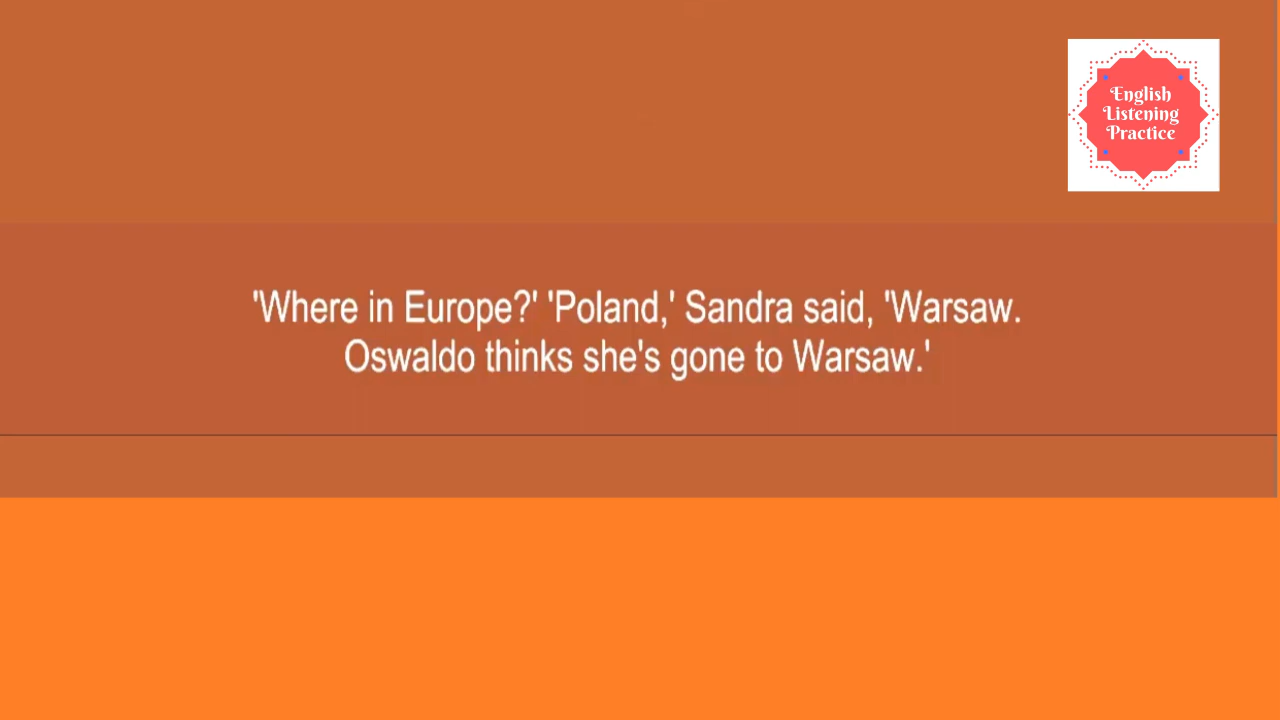 English
Listening
Practice
'Where in Europe?' 'Poland,' Sandra said, 'Warsaw.
Oswaldo thinks she's gone to Warsaw.'